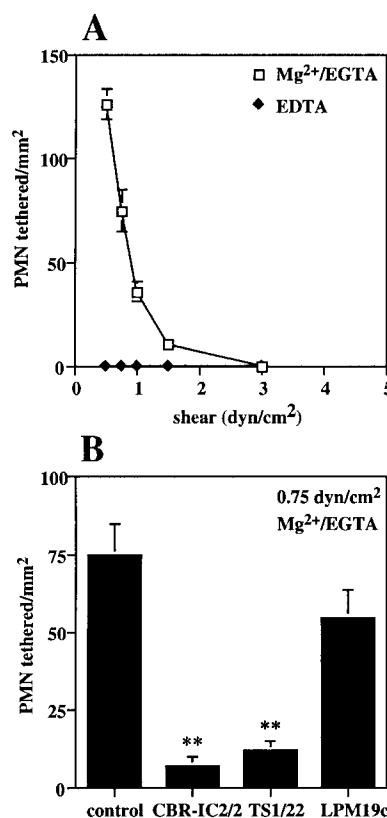 A
150
Mg²⁺/EGTA
EDTA
100
50
0
PMN tethered/mm²
0 1 2 3 4 5
shear (dyn/cm²)
B
100
0.75 dyn/cm²
Mg²⁺/EGTA
75
50
25
0
PMN tethered/mm²
** **
control CBR-IC2/2 TS1/22 LPM19c